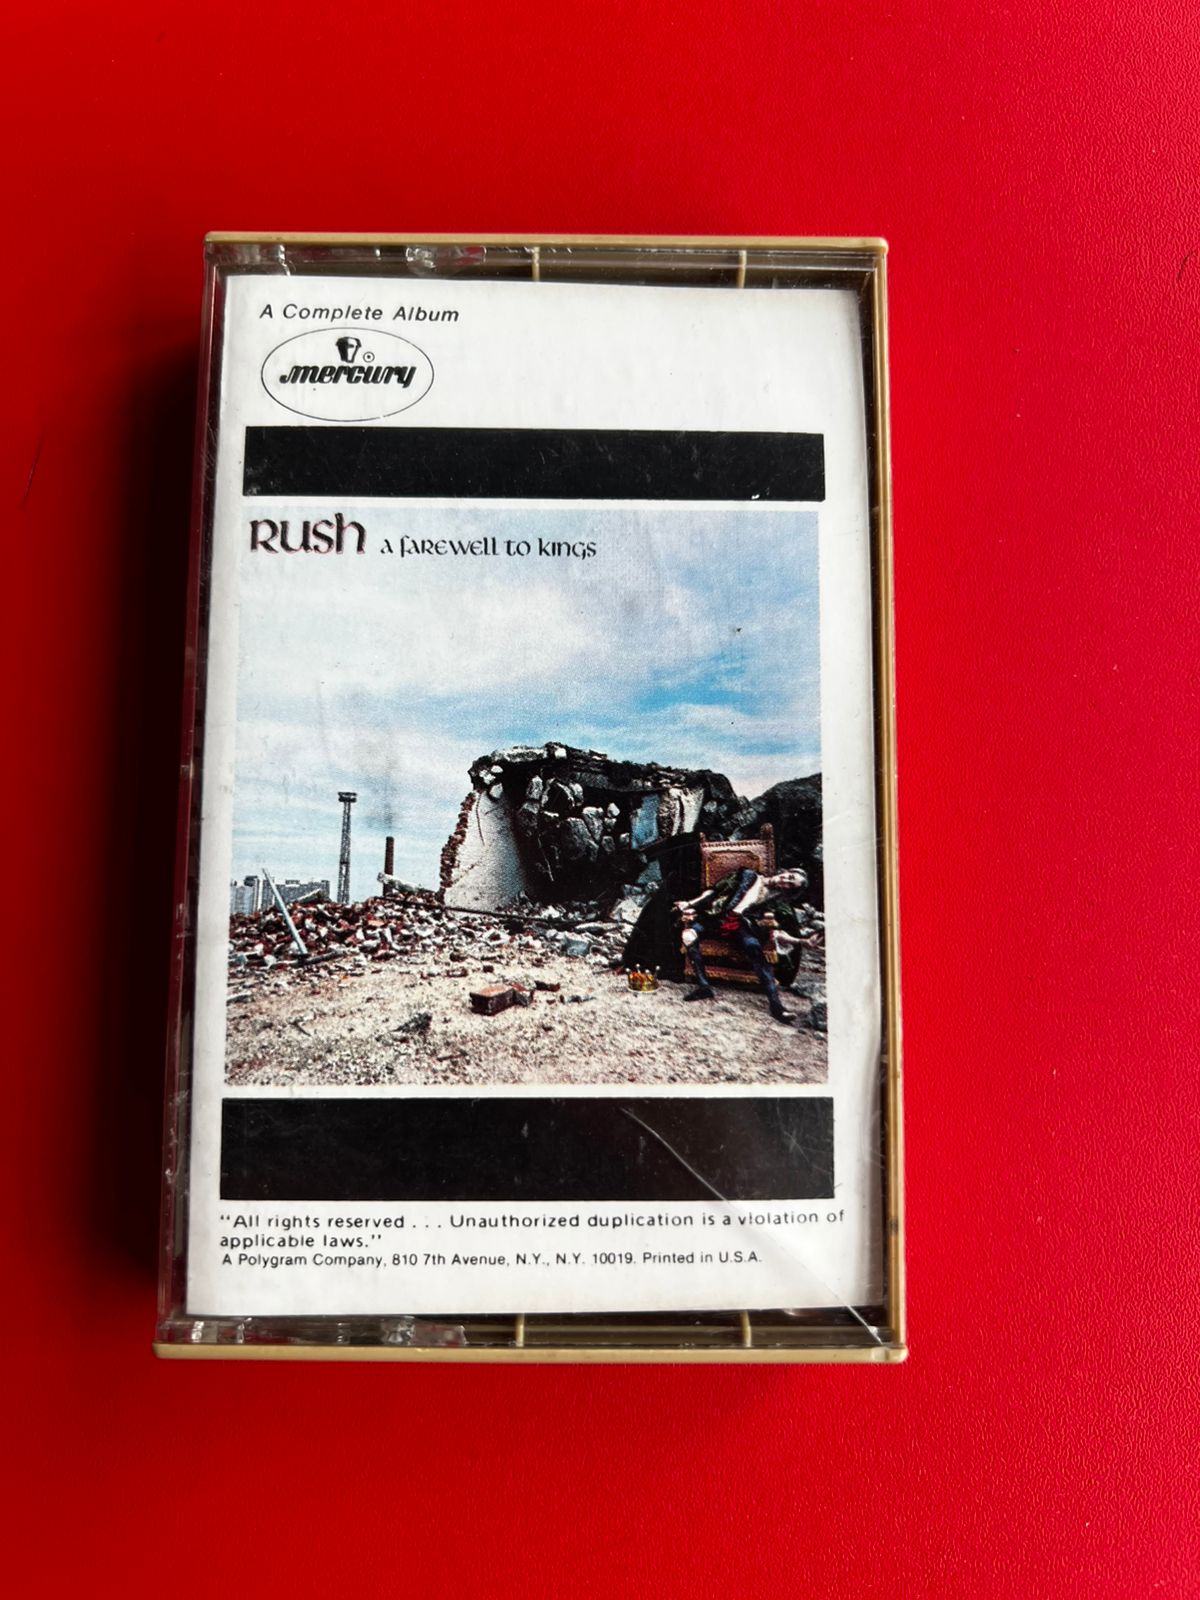 A Complete Album
mercury
Rush a farewell to kings
"All rights reserved . . . Unauthorized duplication is a violation of
applicable laws."
A Polygram Company, 810 7th Avenue, N.Y., N.Y. 10019. Printed in U.S.A.